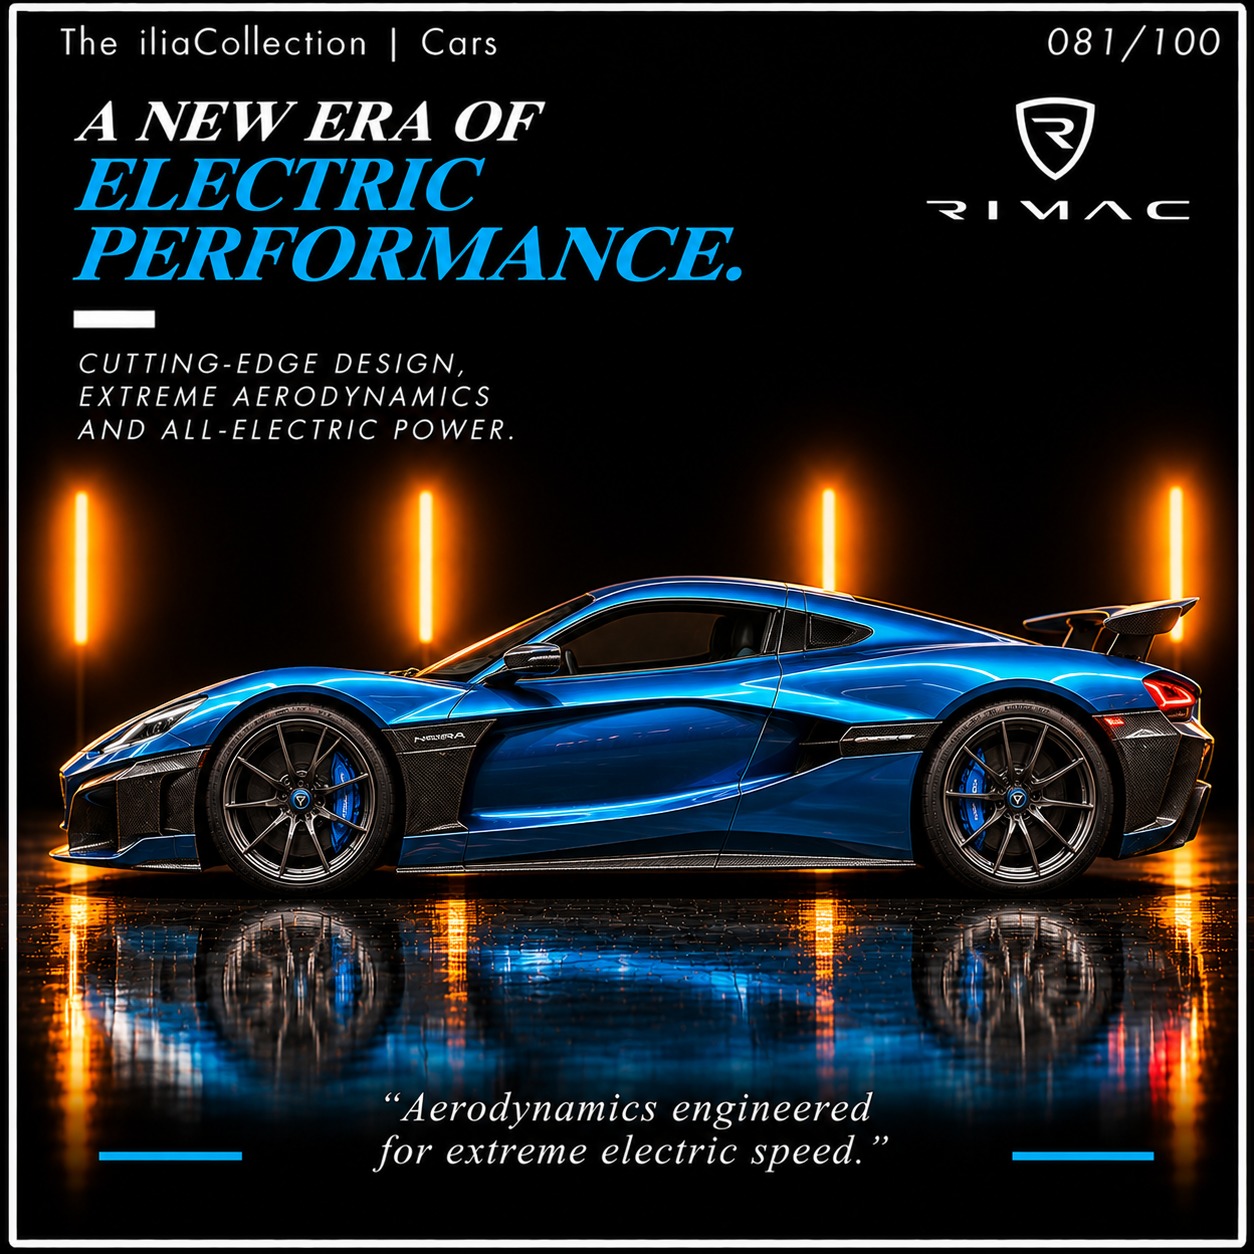 The iliaCollection | Cars
081/100
A NEW ERA OF
ELECTRIC
PERFORMANCE.
RIMAC
CUTTING-EDGE DESIGN,
EXTREME AERODYNAMICS
AND ALL-ELECTRIC POWER.
“Aerodynamics engineered
for extreme electric speed.”